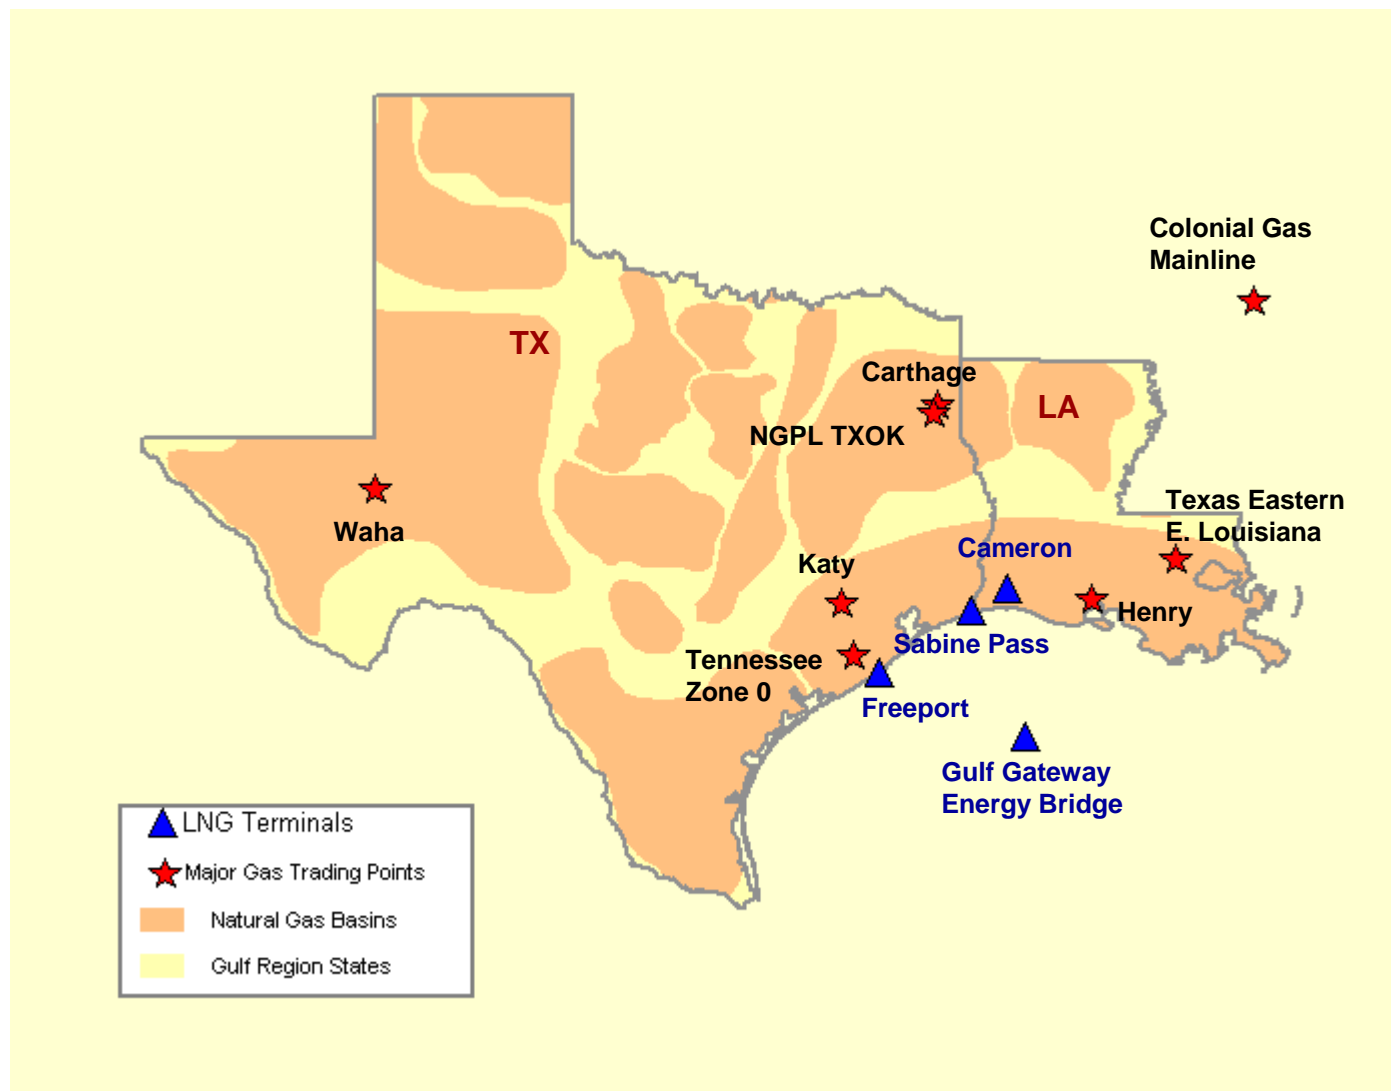 Colonial Gas
Mainline
TX
Carthage
LA
NGPL TXOK
Texas Eastern
E. Louisiana
Waha
Cameron
Katy
Henry
Sabine Pass
Tennessee
Zone 0
Freeport
Gulf Gateway
Energy Bridge
LNG Terminals
Major Gas Trading Points
Natural Gas Basins
Gulf Region States